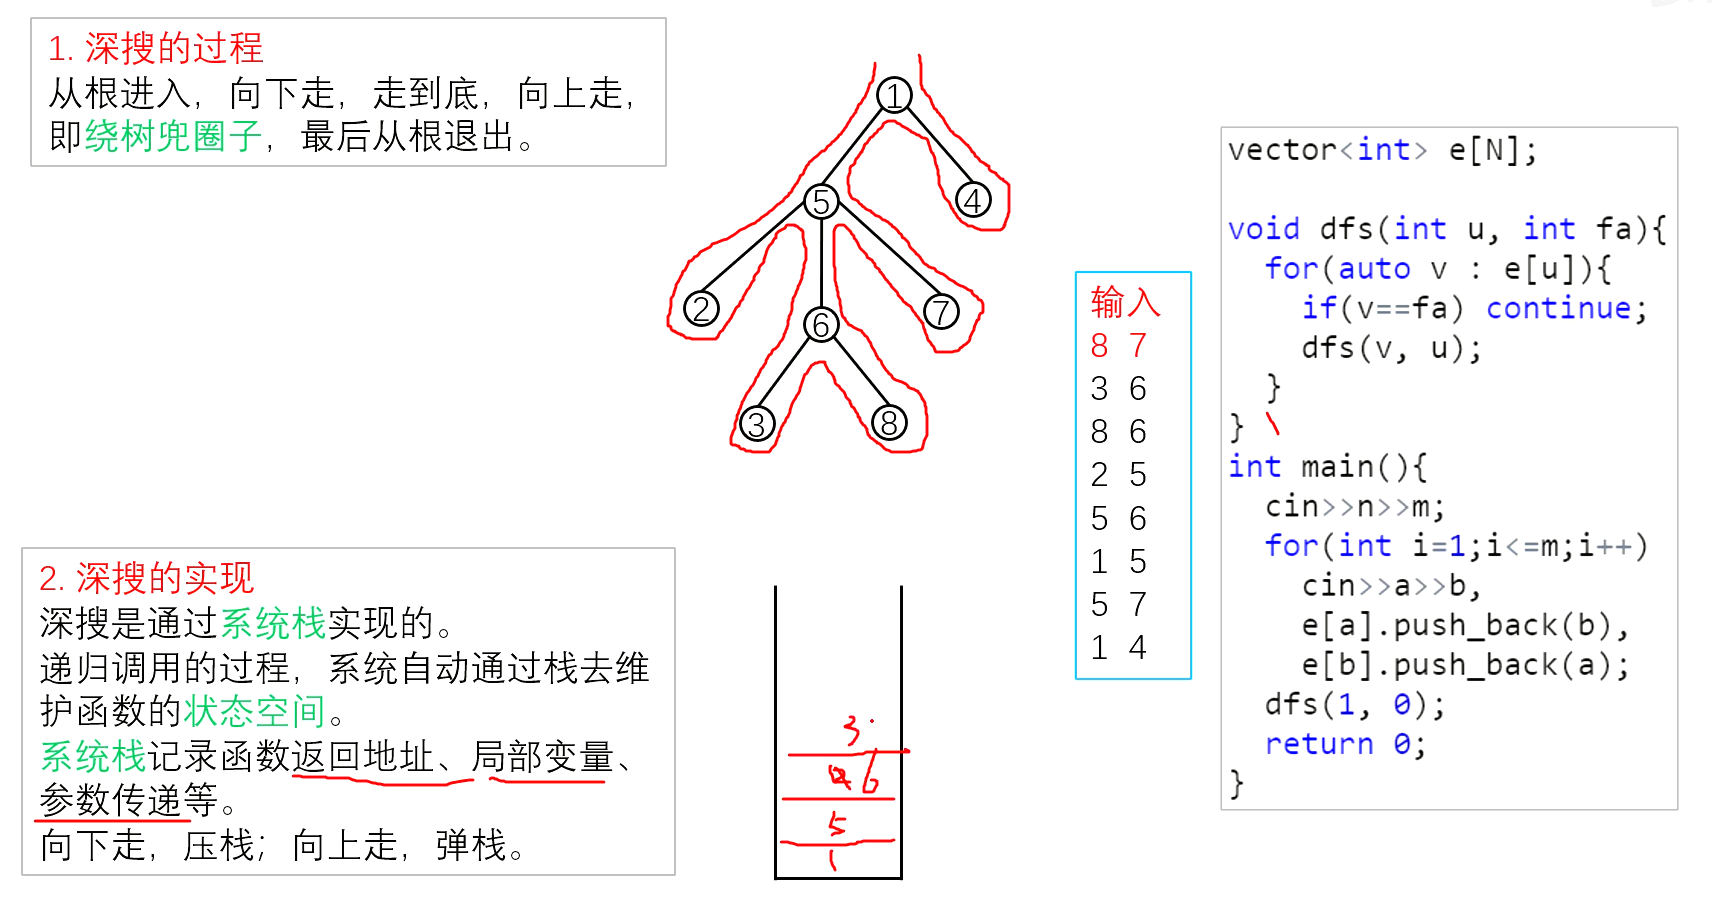 1. 深搜的过程
从根进入，向下走，走到底，向上走，
即绕树兜圈子，最后从根退出。
1
5
4
2
6
7
3
8
输入
8 7
3 6
8 6
2 5
5 6
1 5
5 7
1 4
vector<int> e[N];
void dfs(int u, int fa){
for(auto v : e[u]){
if(v==fa) continue;
dfs(v, u);
}
}
int main(){
cin>>n>>m;
for(int i=1;i<=m;i++)
cin>>a>>b,
e[a].push_back(b),
e[b].push_back(a);
dfs(1, 0);
return 0;
}
2. 深搜的实现
深搜是通过系统栈实现的。
递归调用的过程，系统自动通过栈去维
护函数的状态空间。
系统栈记录函数返回地址、局部变量、
参数传递等。
向下走，压栈；向上走，弹栈。
3
6
5
1